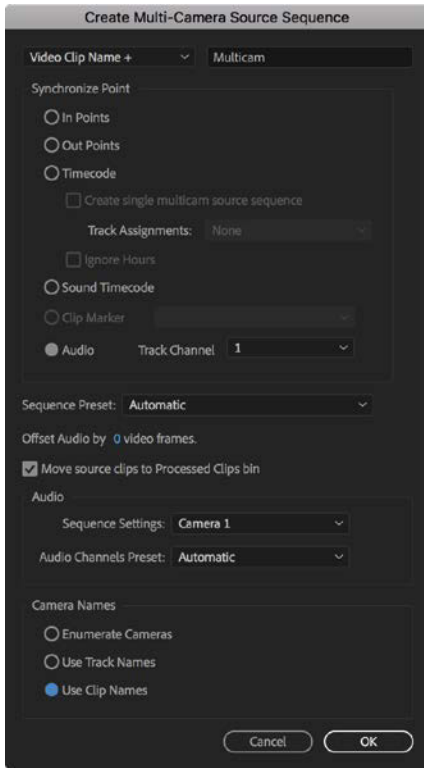 Create Multi-Camera Source Sequence
Video Clip Name + Multicam
Synchronize Point
In Points
Out Points
Timecode
Create single multicam source sequence
Track Assignments: None
Ignore Hours
Sound Timecode
Clip Marker
Audio Track Channel 1
Sequence Preset: Automatic
Offset Audio by 0 video frames.
Move source clips to Processed Clips bin
Audio
Sequence Settings: Camera 1
Audio Channels Preset: Automatic
Camera Names
Enumerate Cameras
Use Track Names
Use Clip Names
Cancel OK